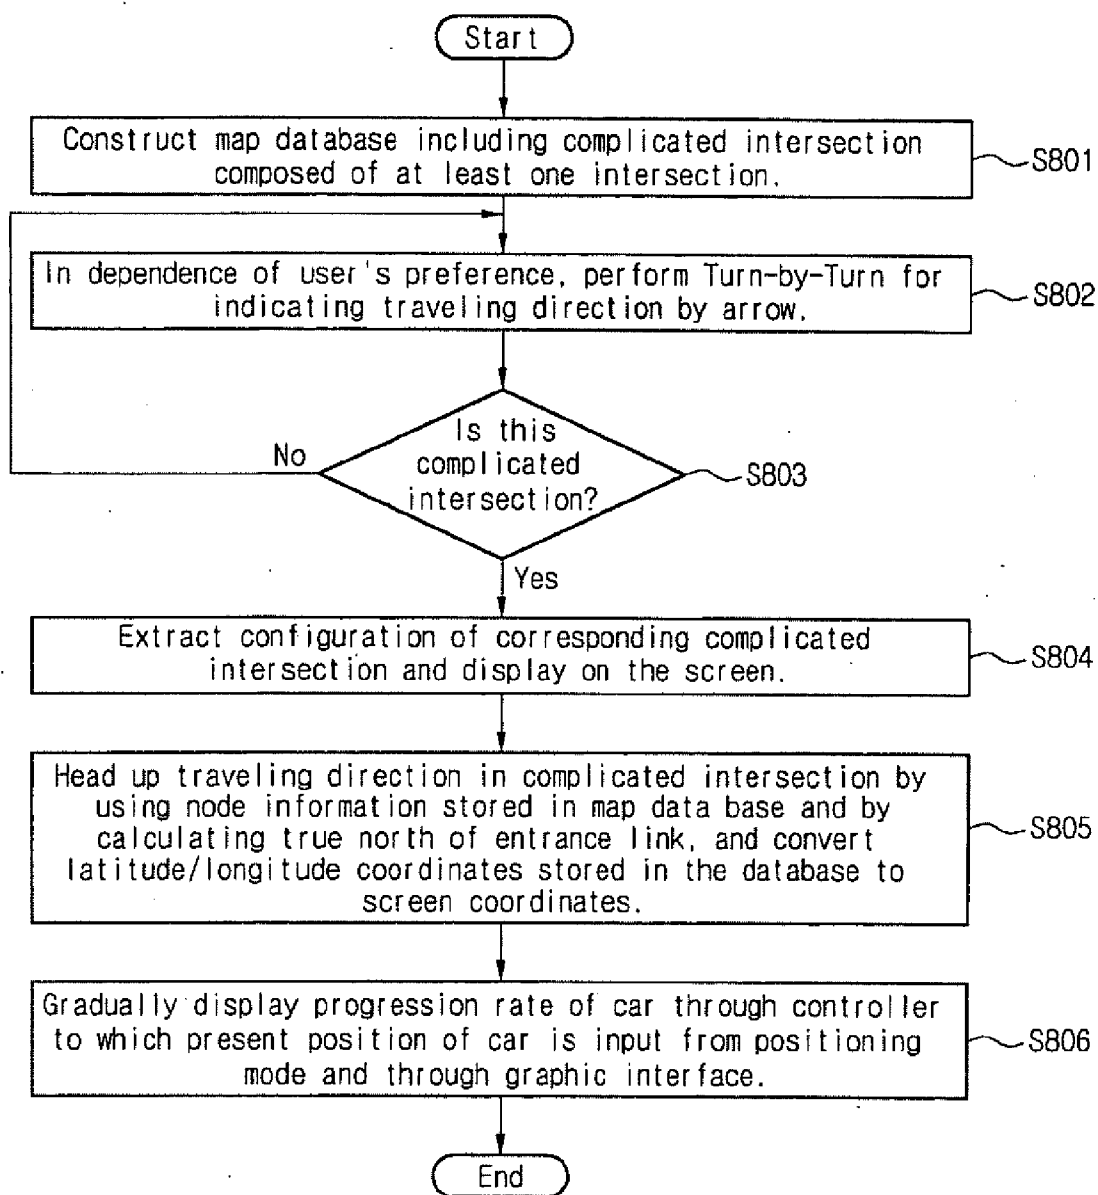 Start
Construct map database including complicated intersection
composed of at least one intersection.
S801
In dependence of user's preference, perform Turn-by-Turn for
indicating traveling direction by arrow.
S802
Is this
complicated
intersection?
No
S803
Yes
Extract configuration of corresponding complicated
intersection and display on the screen.
S804
Head up traveling direction in complicated intersection by
using node information stored in map data base and by
calculating true north of entrance link, and convert
latitude/longitude coordinates stored in the database to
screen coordinates.
S805
Gradually display progression rate of car through controller
to which present position of car is input from positioning
mode and through graphic interface.
S806
End